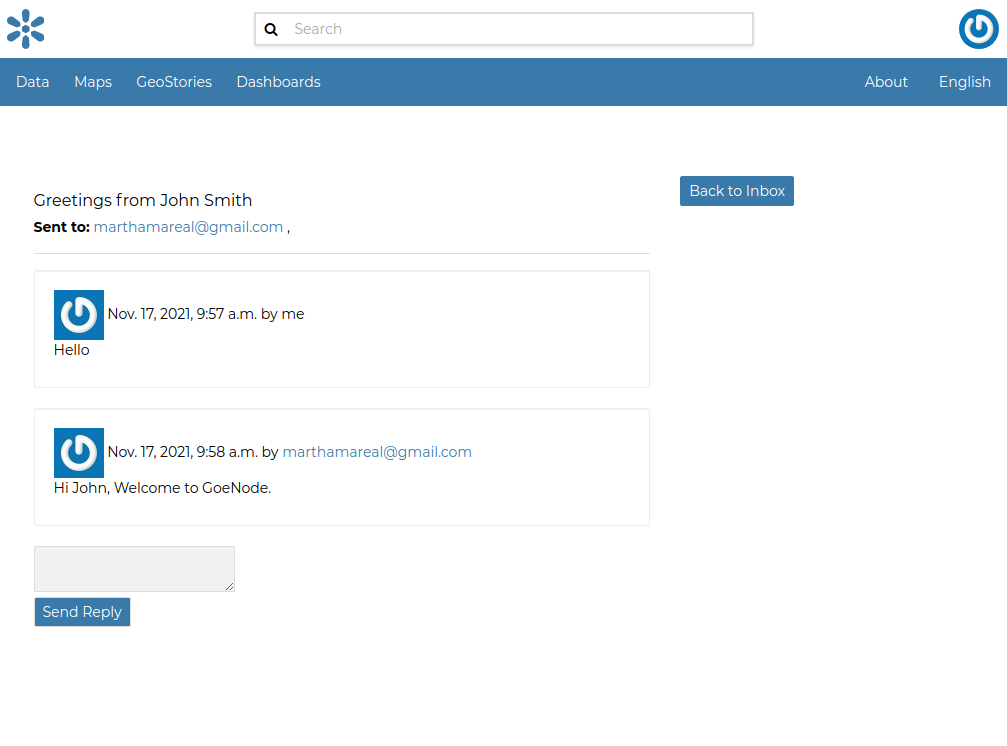 Search
Data Maps GeoStories Dashboards About English
Greetings from John Smith
Back to Inbox
Sent to: marthamareal@gmail.com ,
Nov. 17, 2021, 9:57 a.m. by me
Hello
Nov. 17, 2021, 9:58 a.m. by marthamareal@gmail.com
Hi John, Welcome to GoeNode.
Send Reply